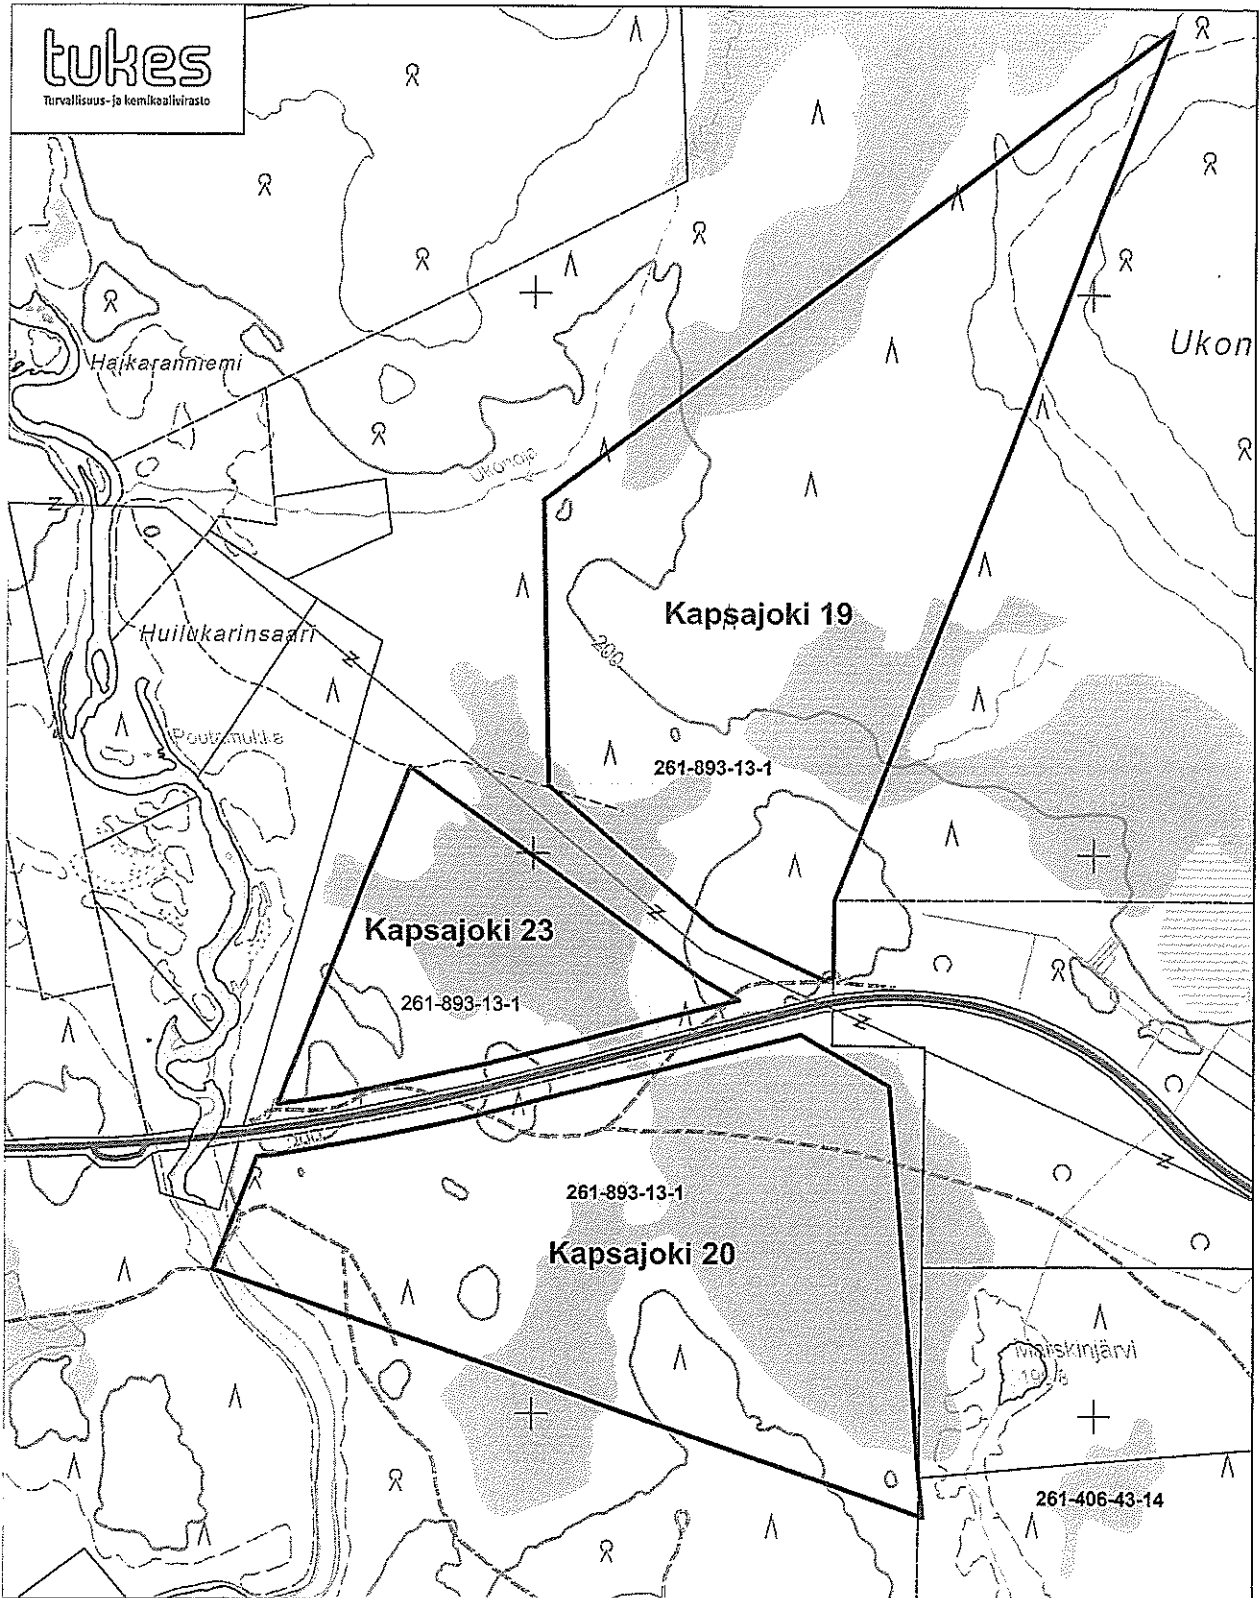 tukes
Turvallisuus- ja kemikaalivirasto
Haikaranniemi
Ukon
Ukonoja
Kapsajoki 19
Huilukarinsaari
200
261-893-13-1
Kapsajoki 23
261-893-13-1
261-893-13-1
Kapsajoki 20
Marskinjärvi
261-406-43-14